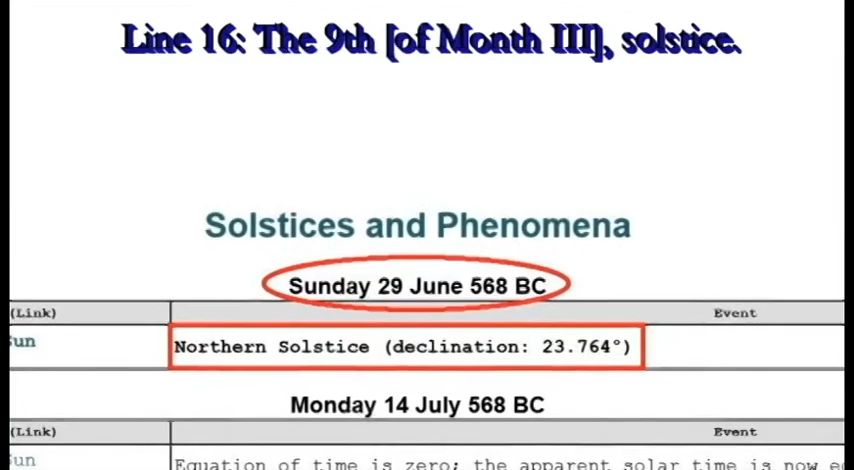 Line 16: The 9th [of Month III], solstice.
Solstices and Phenomena
Sunday 29 June 568 BC
(Link) Event
Northern Solstice (declination: 23.764°)
Monday 14 July 568 BC
(Link) Event
Equation of time is zero; the apparent solar time is now